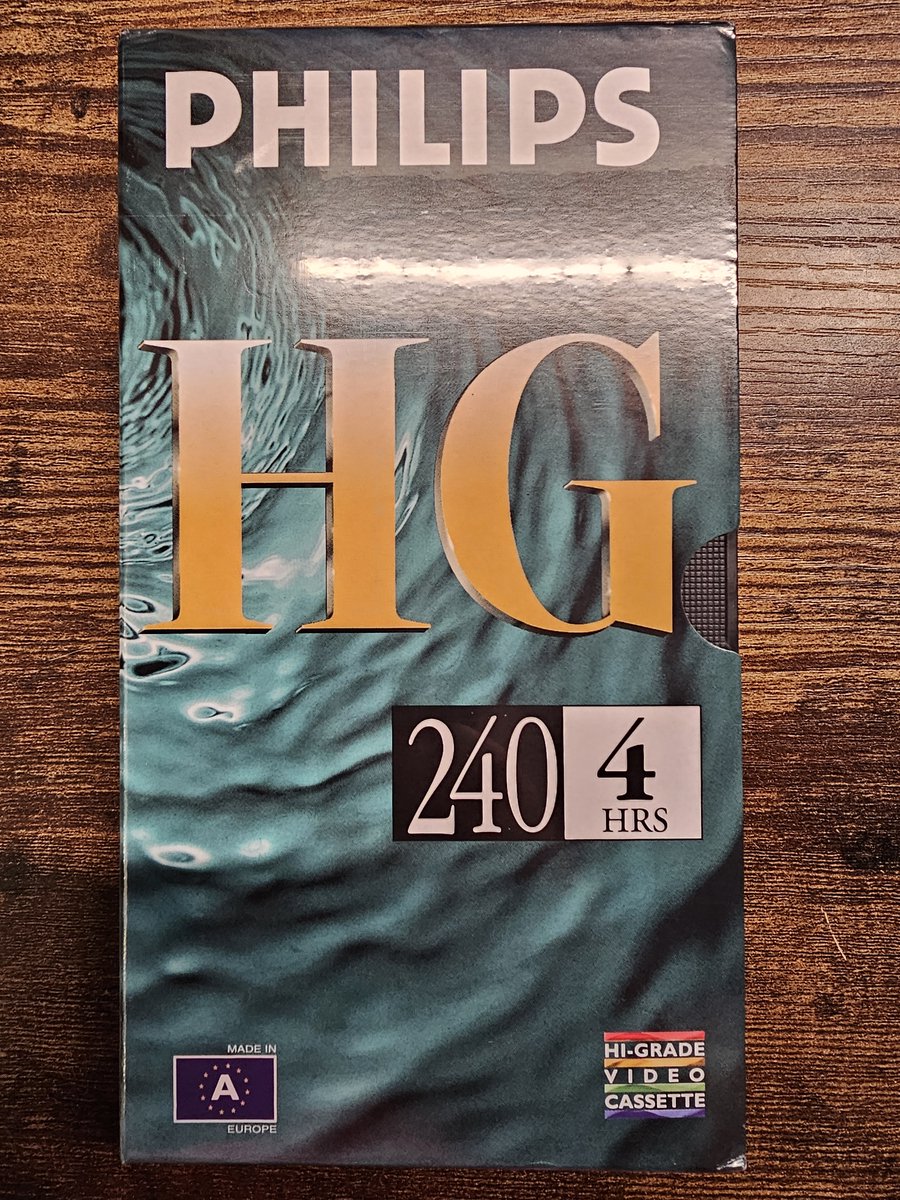 PHILIPS
HG
240 4
HRS
MADE IN
A
EUROPE
HI-GRADE
VIDEO
CASSETTE